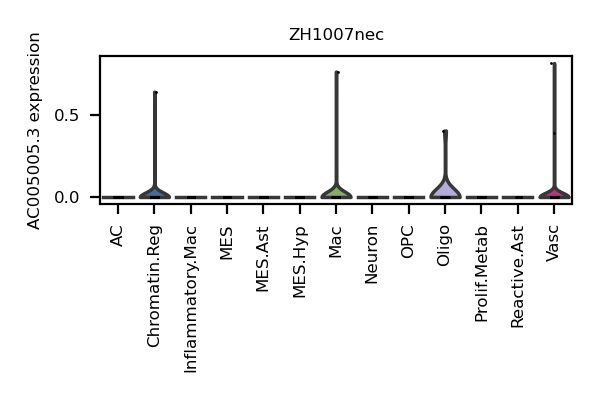 ZH1007nec
AC005005.3 expression
0.5
0.0
AC
Chromatin.Reg
Inflammatory.Mac
MES
MES.Ast
MES.Hyp
Mac
Neuron
OPC
Oligo
Prolif.Metab
Reactive.Ast
Vasc